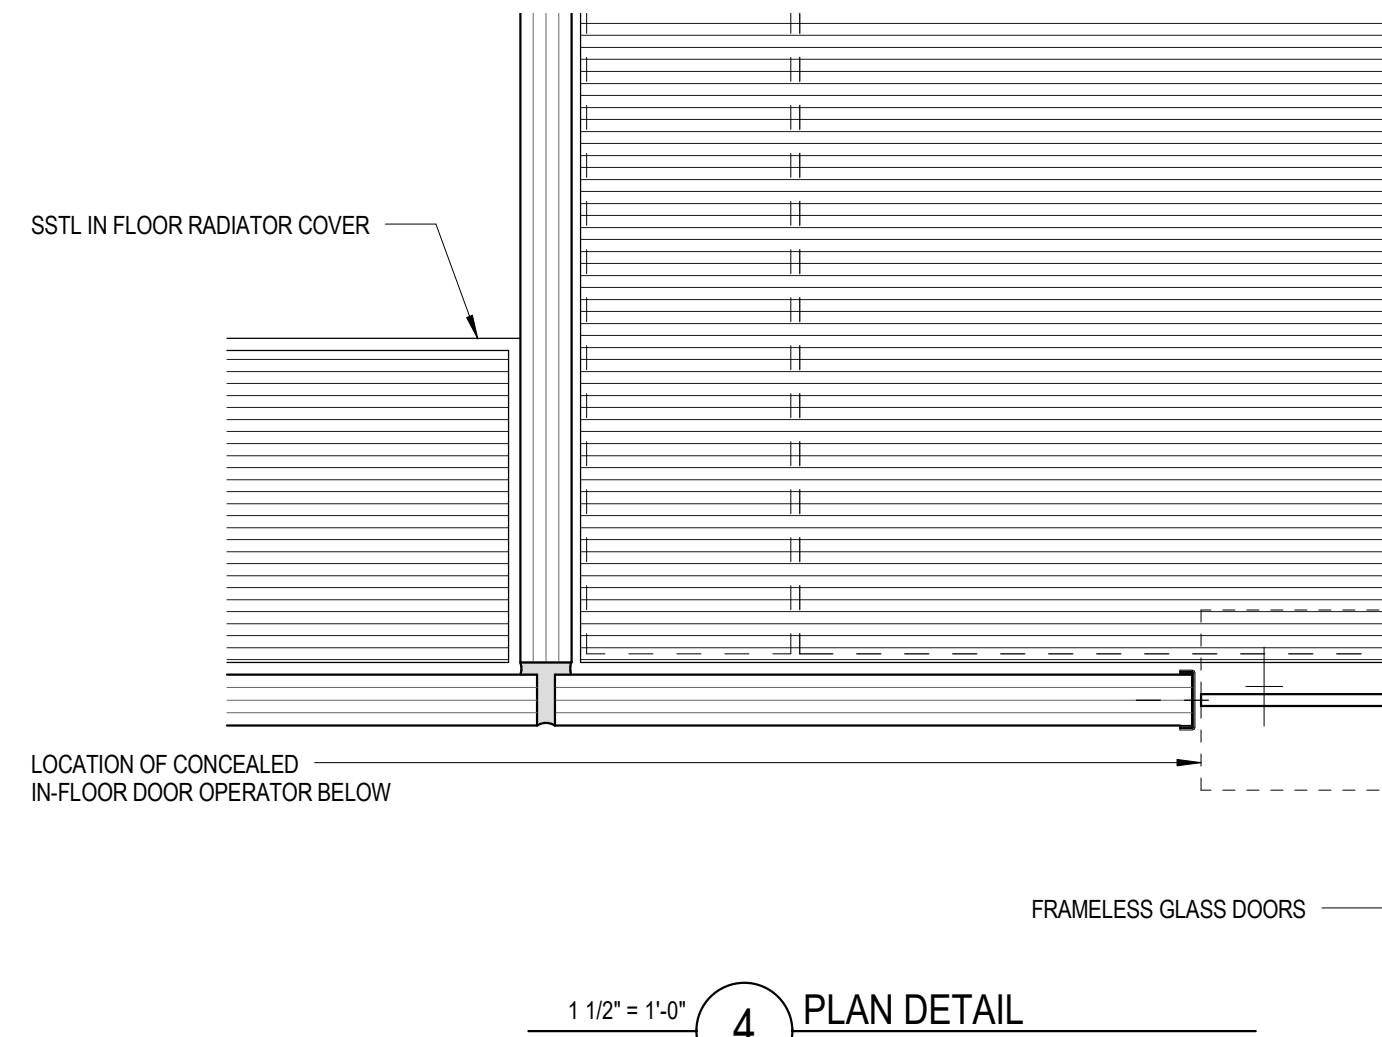 SSTL IN FLOOR RADIATOR COVER
LOCATION OF CONCEALED
IN-FLOOR DOOR OPERATOR BELOW
FRAMELESS GLASS DOORS
1 1/2" = 1'-0"
4
PLAN DETAIL